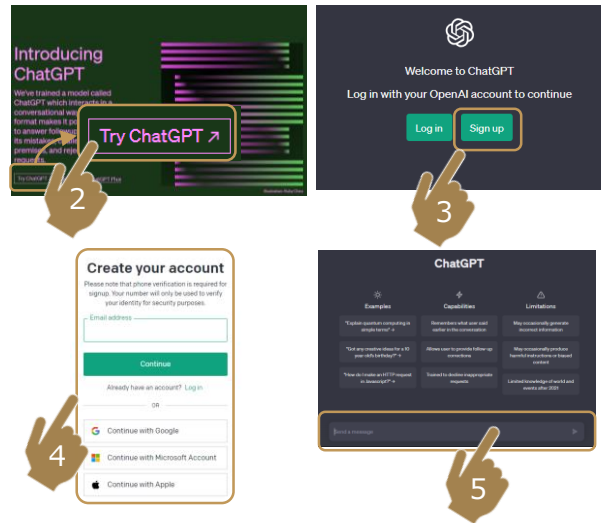 Introducing
ChatGPT
We've trained a model called
ChatGPT which interacts in a
conversational wa
format makes it po
to answer followup
its mistakes,
premises, and reje
requests.
Try ChatGPT ↗
Try ChatGPT
Plus
2
Welcome to ChatGPT
Log in with your OpenAI account to continue
Log in
Sign up
3
Create your account
Please note that phone verification is required for
signup. Your number will only be used to verify
your identity for security purposes.
Email address
Continue
Already have an account? Log in
OR
Continue with Google
Continue with Microsoft Account
Continue with Apple
4
ChatGPT
Examples
Capabilities
Limitations
"Explain quantum computing in
simple terms" →
Remembers what user said
earlier in the conversation
May occasionally generate
incorrect information
"Got any creative ideas for a 10
year old's birthday?" →
Allows user to provide follow-up
corrections
May occasionally produce
harmful instructions or biased
content
"How do I make an HTTP request
in Javascript?" →
Trained to decline inappropriate
requests
Limited knowledge of world and
events after 2021
Send a message
5